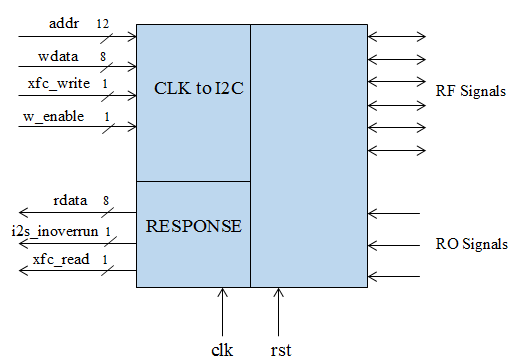 addr 12
wdata 8
xfc_write 1
w_enable 1
CLK to I2C
RF Signals
rdata 8
i2s_inoverrun 1
xfc_read 1
RESPONSE
RO Signals
clk
rst